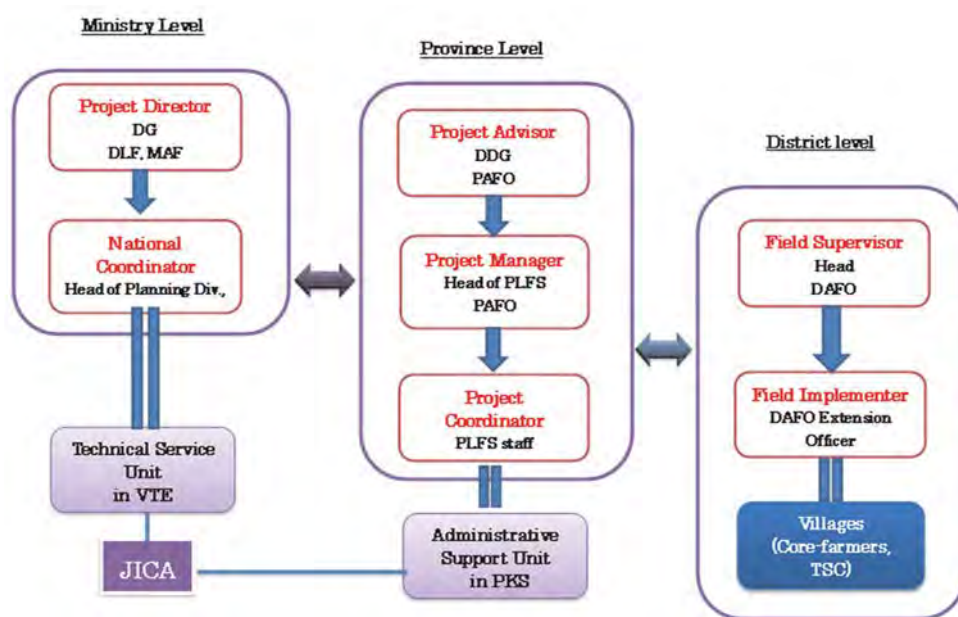 Ministry Level
Project Director
DG
DLF, MAF
National
Coordinator
Head of Planning Div.,
Technical Service
Unit
in VTE
JICA
Province Level
Project Advisor
DDG
PAFO
Project Manager
Head of PLFS
PAFO
Project
Coordinator
PLFS staff
Administrative
Support Unit
in PKS
District level
Field Supervisor
Head
DAFO
Field Implementer
DAFO Extension
Officer
Villages
(Core-farmers,
TSC)